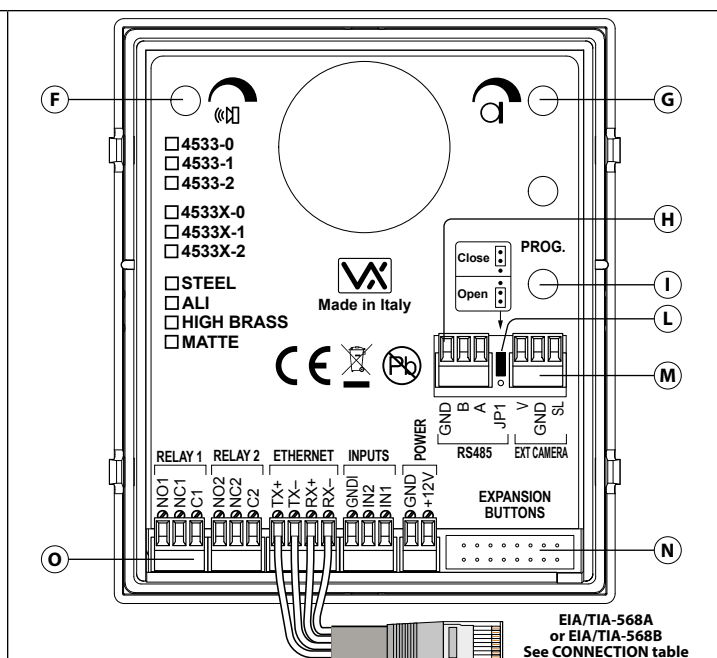 F
G
4533-0
4533-1
4533-2
4533X-0
4533X-1
4533X-2
STEEL
ALI
HIGH BRASS
MATTE
Made in Italy
CE
Pb
H
Close
Open
PROG.
I
L
M
GND
B
A
JP1
V
GND
SL
RS485
EXT CAMERA
RELAY 1
RELAY 2
ETHERNET
INPUTS
POWER
NO1
NC1
C1
NO2
NC2
C2
TX+
TX–
RX+
RX–
GNDI
IN2
IN1
GND
+12V
EXPANSION
BUTTONS
N
O
EIA/TIA-568A
or EIA/TIA-568B
See CONNECTION table